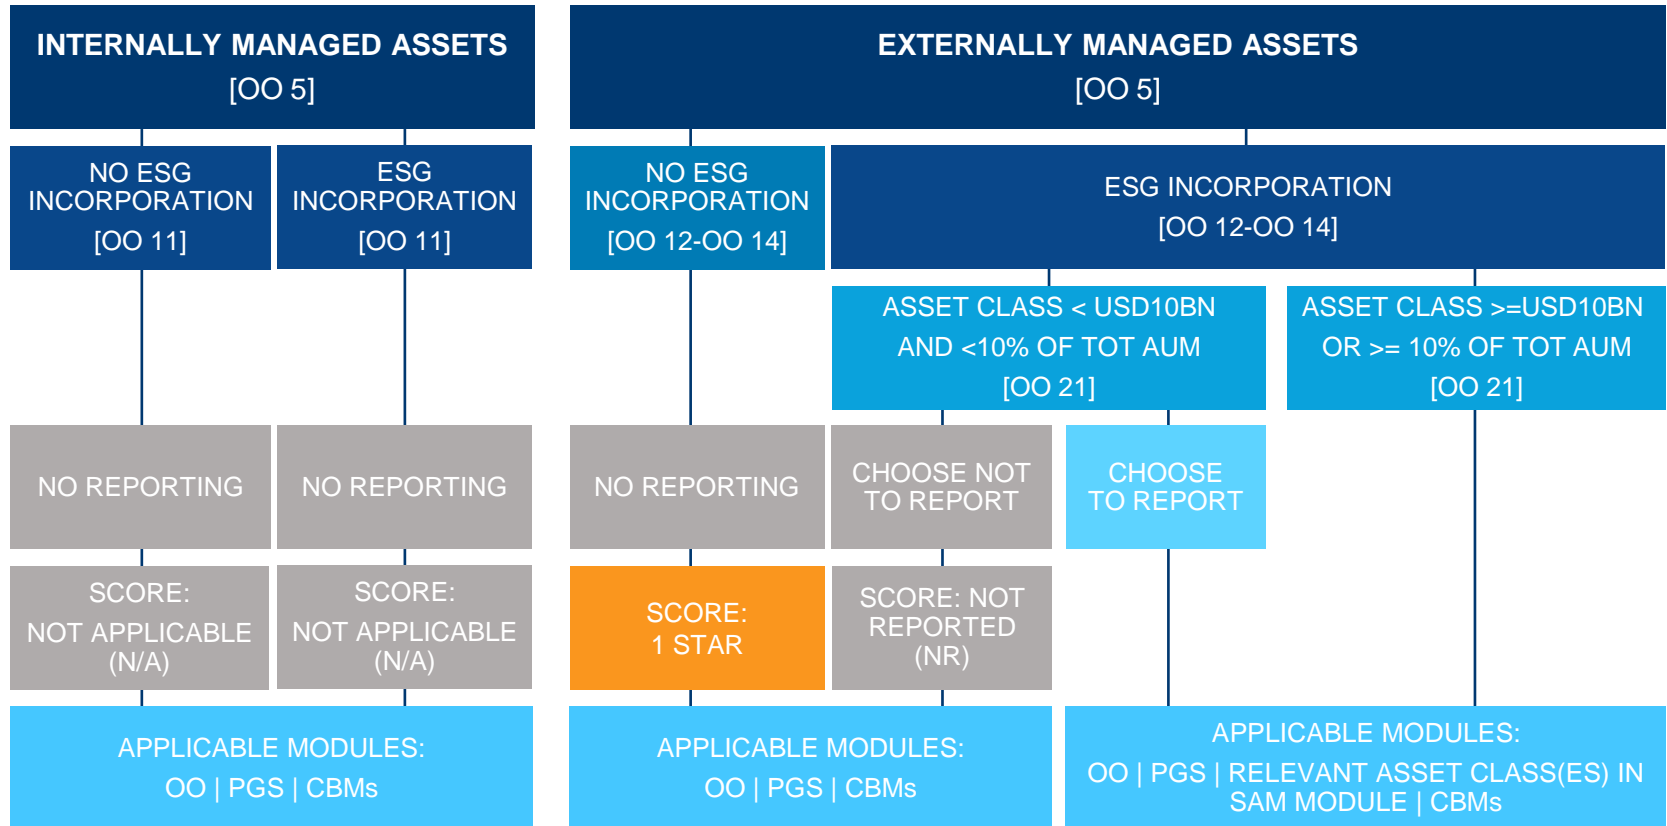 INTERNALLY MANAGED ASSETS
[OO 5]
EXTERNALLY MANAGED ASSETS
[OO 5]
NO ESG
INCORPORATION
[OO 11]
ESG
INCORPORATION
[OO 11]
NO ESG
INCORPORATION
[OO 12-OO 14]
ESG INCORPORATION
[OO 12-OO 14]
ASSET CLASS < USD10BN
AND <10% OF TOT AUM
[OO 21]
ASSET CLASS >=USD10BN
OR >= 10% OF TOT AUM
[OO 21]
NO REPORTING
NO REPORTING
NO REPORTING
CHOOSE NOT
TO REPORT
CHOOSE
TO REPORT
SCORE:
NOT APPLICABLE
(N/A)
SCORE:
NOT APPLICABLE
(N/A)
SCORE:
1 STAR
SCORE: NOT
REPORTED
(NR)
APPLICABLE MODULES:
OO | PGS | CBMs
APPLICABLE MODULES:
OO | PGS | CBMs
APPLICABLE MODULES:
OO | PGS | RELEVANT ASSET CLASS(ES) IN
SAM MODULE | CBMs